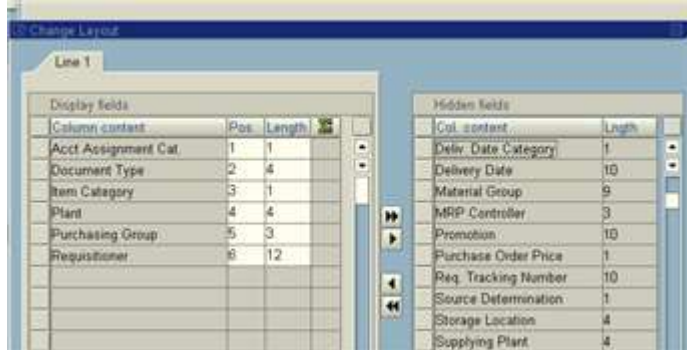 Change Layout
Line 1
Display fields
Column content Pos. Length
Acct Assignment Cat. 1 1
Document Type 2 4
Item Category 3 1
Plant 4 4
Purchasing Group 5 3
Requisitioner 6 12
Hidden fields
Col. content Lngth
Deliv. Date Category 1
Delivery Date 10
Material Group 9
MRP Controller 3
Promotion 10
Purchase Order Price 1
Req. Tracking Number 10
Source Determination 1
Storage Location 4
Supplying Plant 4